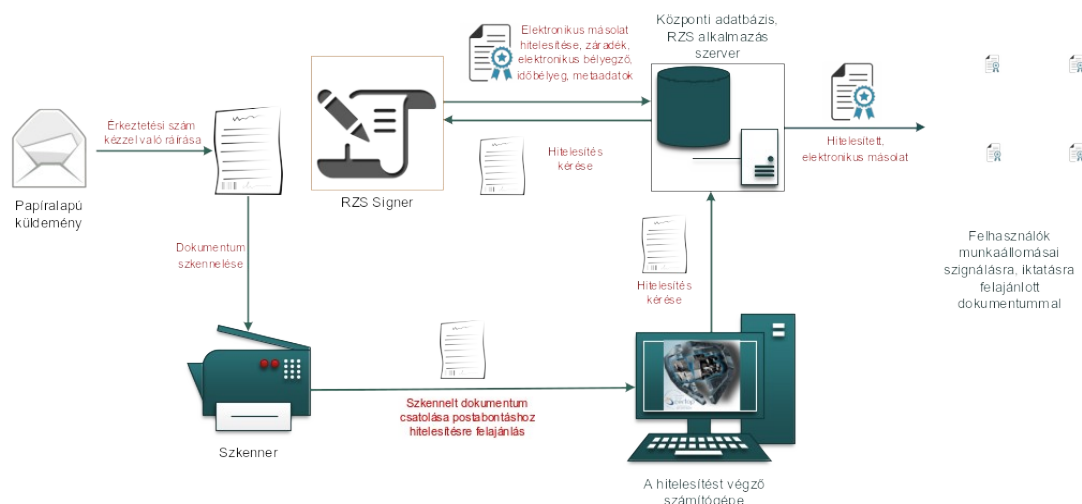 Elektronikus másolat
hitelesítése, záradék,
elektronikus bélyegző,
időbélyeg, metaadatok
Központi adatbázis,
RZS alkalmazás
szerver
Érkeztetési szám
kézzel való ráírása
Hitelesítés
kérése
Hitelesített,
elektronikus másolat
Papíralapú
küldemény
RZS Signer
Dokumentum
szkennelése
Hitelesítés
kérése
Felhasználók
munkaállomásai
szignálásra, iktatásra
felajánlott
dokumentummal
Szkennelt dokumentum
csatolása postabontáshoz
hitelesítésre felajánlás
Szkenner
A hitelesítést végző
számítógépe